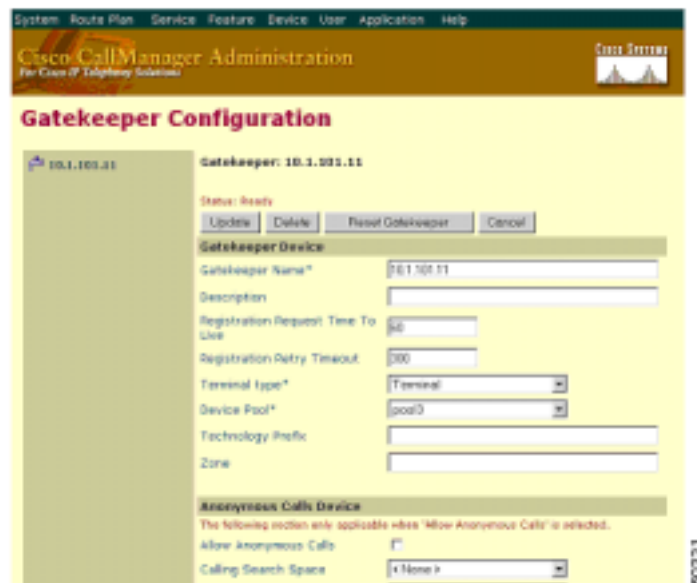 System Route Plan Service Feature Device User Application Help
Cisco CallManager Administration
For Cisco IP Telephony Solutions
Cisco Systems
Gatekeeper Configuration
10.1.101.11
Gatekeeper: 10.1.101.11
Status: Ready
Update Delete Reset Gatekeeper Cancel
Gatekeeper Device
Gatekeeper Name* 10.1.101.11
Description
Registration Request Time To Live 60
Registration Retry Timeout 300
Terminal type* Terminal
Device Pool* pool3
Technology Prefix
Zone
Anonymous Calls Device
The following section only applicable when 'Allow Anonymous Calls' is selected.
Allow Anonymous Calls
Calling Search Space < None >